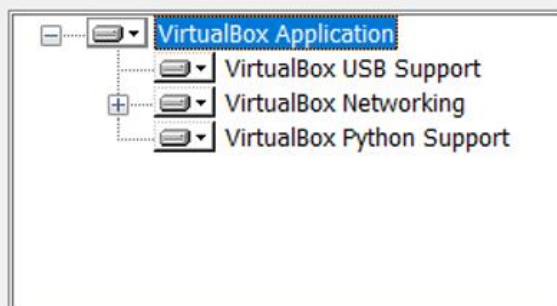 VirtualBox Application
VirtualBox USB Support
VirtualBox Networking
VirtualBox Python Support